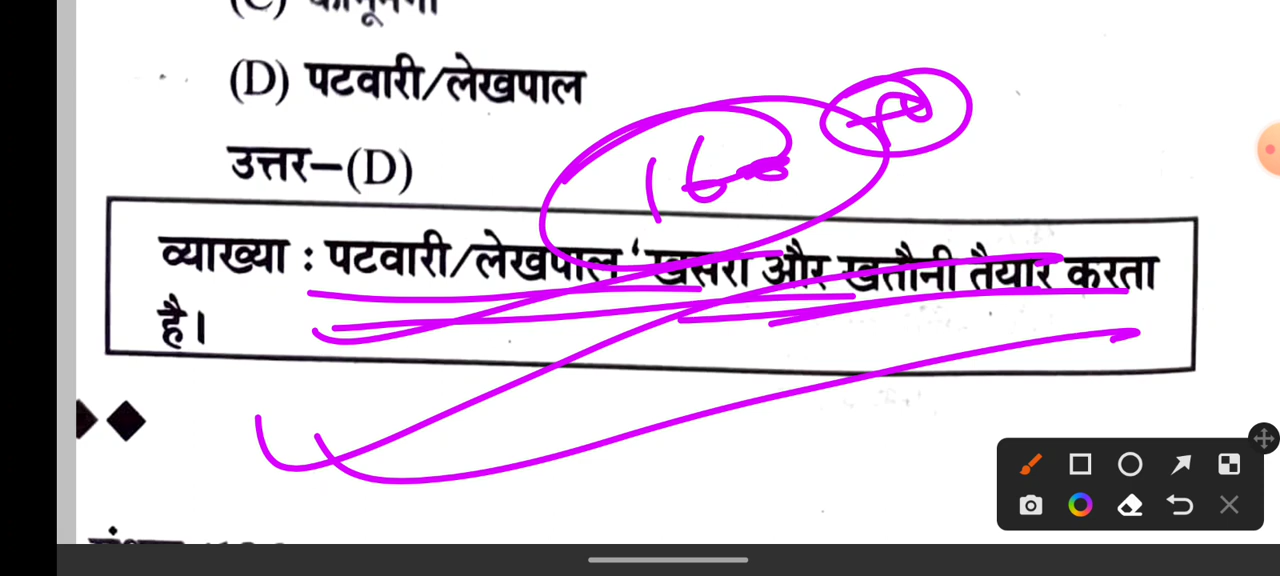 (D) पटवारी/लेखपाल
उत्तर–(D)
व्याख्या : पटवारी/लेखपाल ‘खसरा और खतौनी तैयार करता
है।